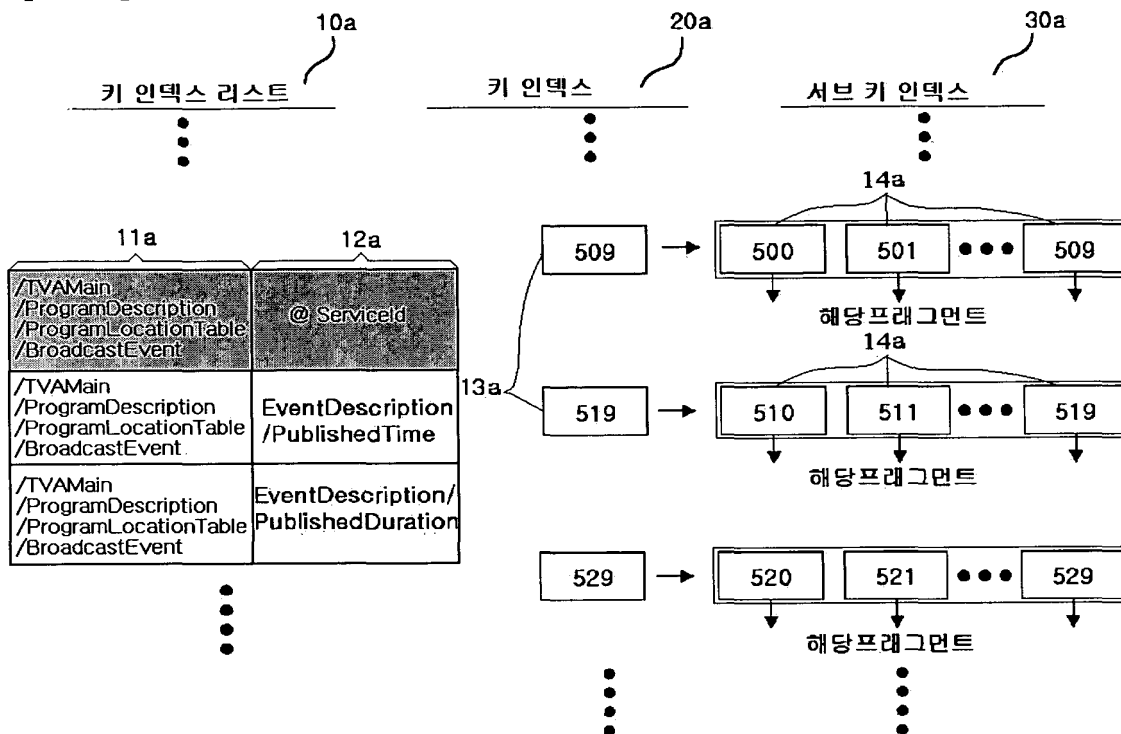 10a
20a
30a
키 인덱스 리스트
키 인덱스
서브 키 인덱스
11a
12a
/TVAMain
/ProgramDescription
/ProgramLocationTable
/BroadcastEvent
@ ServiceId
/TVAMain
/ProgramDescription
/ProgramLocationTable
/BroadcastEvent
EventDescription
/PublishedTime
/TVAMain
/ProgramDescription
/ProgramLocationTable
/BroadcastEvent
EventDescription/
PublishedDuration
13a
14a
509
500
501
509
해당프래그먼트
14a
519
510
511
519
해당프래그먼트
529
520
521
529
해당프래그먼트